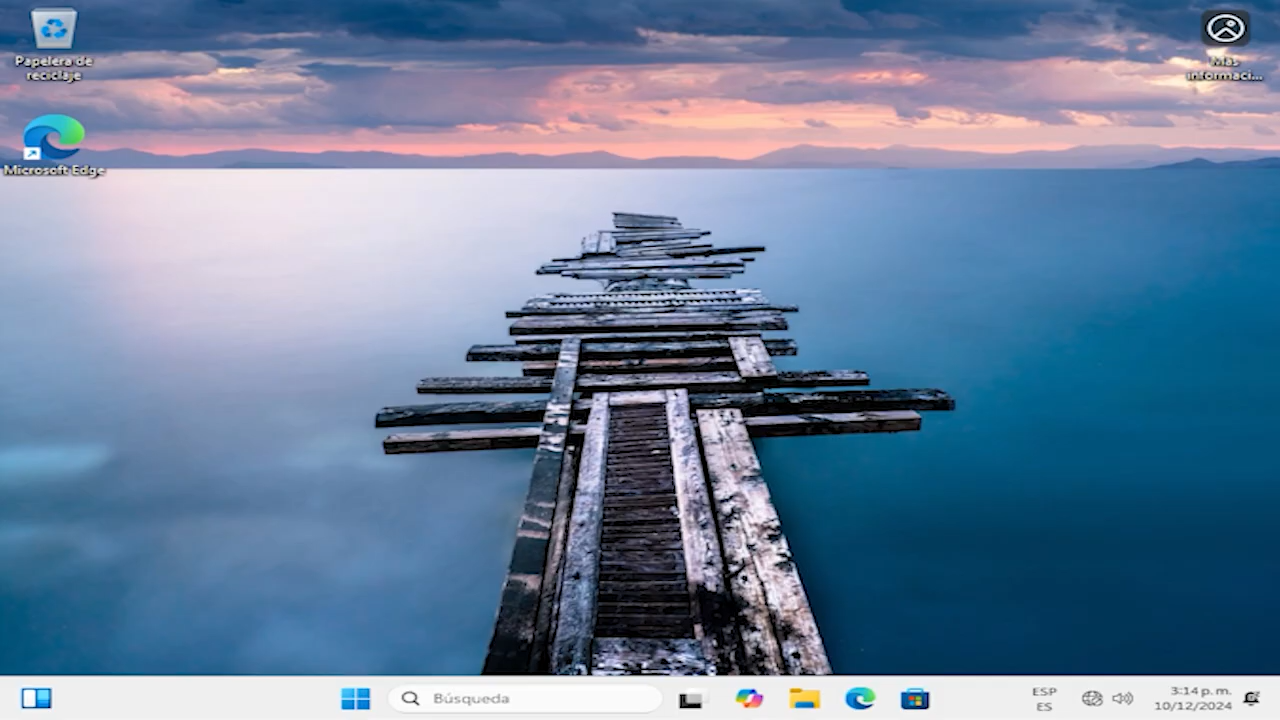 Papelera de
reciclaje
Más
informaci...
Microsoft Edge
Búsqueda
ESP
ES
3:14 p. m.
10/12/2024